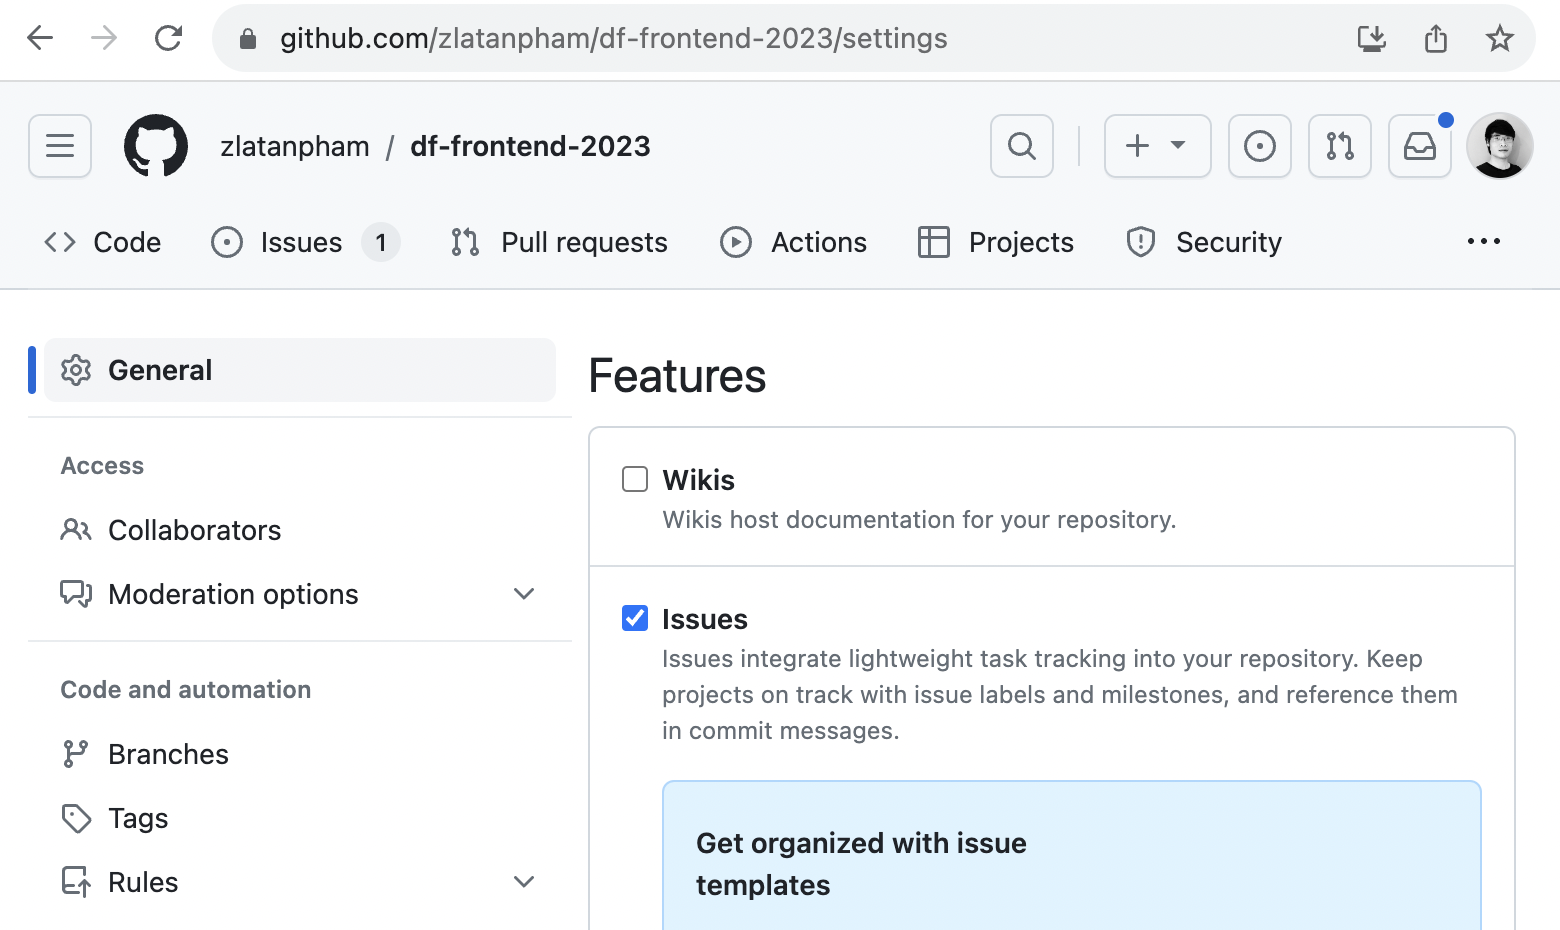 github.com/zlatanpham/df-frontend-2023/settings
zlatanpham / df-frontend-2023
Code Issues 1 Pull requests Actions Projects Security
General
Access
Collaborators
Moderation options
Code and automation
Branches
Tags
Rules
Features
Wikis
Wikis host documentation for your repository.
Issues
Issues integrate lightweight task tracking into your repository. Keep
projects on track with issue labels and milestones, and reference them
in commit messages.
Get organized with issue
templates